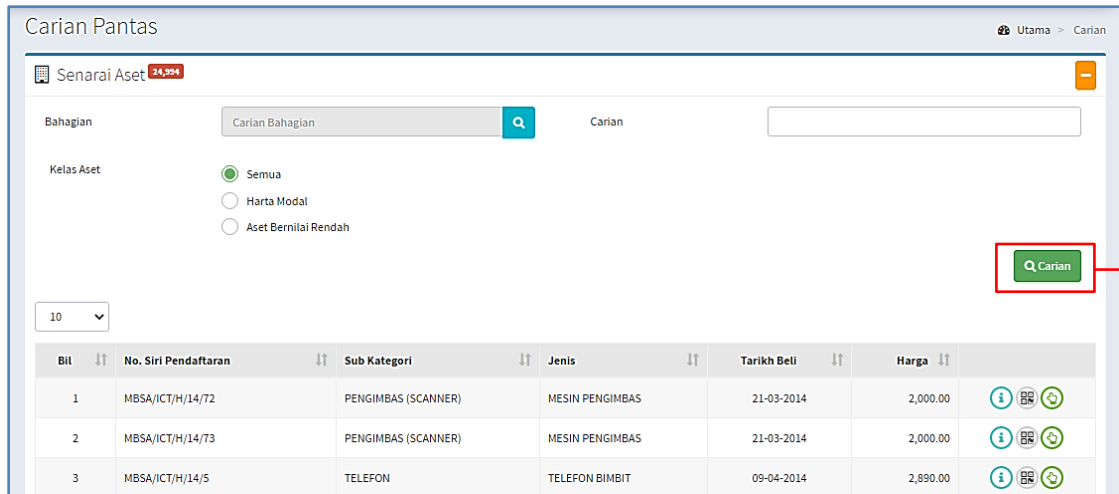 Carian Pantas
Utama > Carian
Senarai Aset 24,994
Bahagian Carian Bahagian Carian
Kelas Aset Semua
Harta Modal
Aset Bernilai Rendah
Carian
10
Bil No. Siri Pendaftaran Sub Kategori Jenis Tarikh Beli Harga
1 MBSA/ICT/H/14/72 PENGIMBAS (SCANNER) MESIN PENGIMBAS 21-03-2014 2,000.00
2 MBSA/ICT/H/14/73 PENGIMBAS (SCANNER) MESIN PENGIMBAS 21-03-2014 2,000.00
3 MBSA/ICT/H/14/5 TELEFON TELEFON BIMBIT 09-04-2014 2,890.00